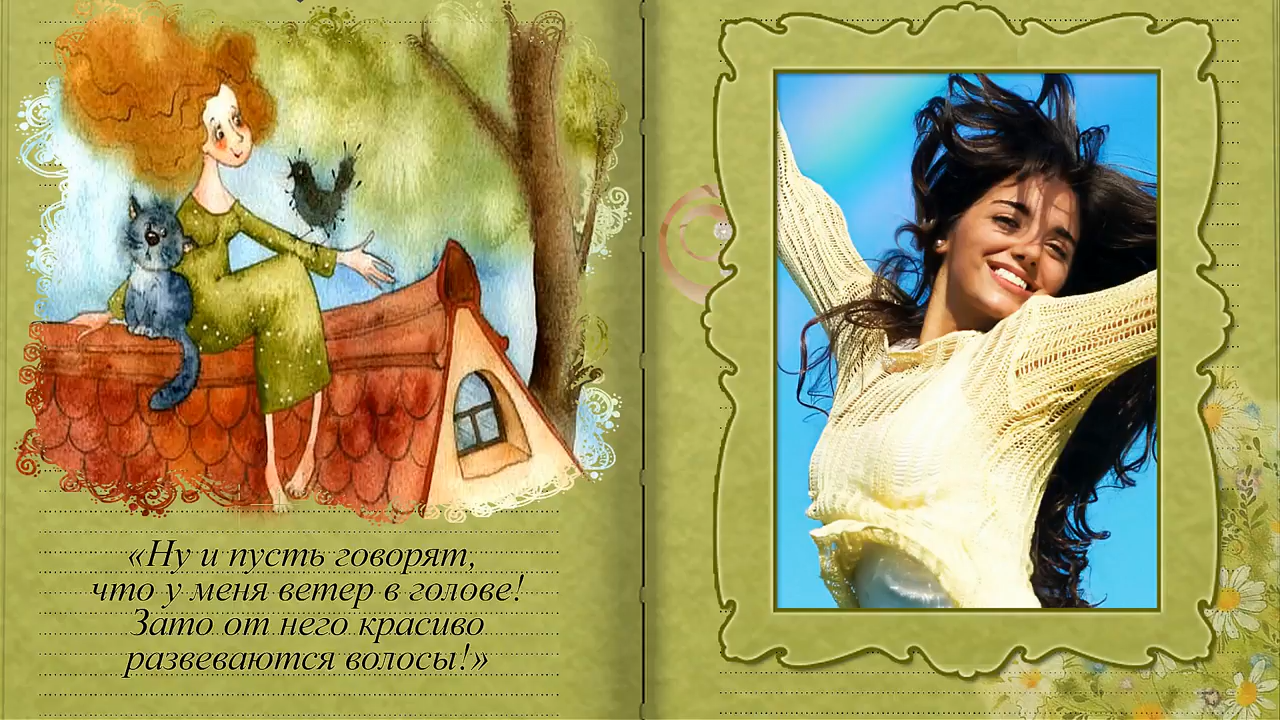 «Ну и пусть говорят,
что у меня ветер в голове!
Зато от него красиво
развеваются волосы!»